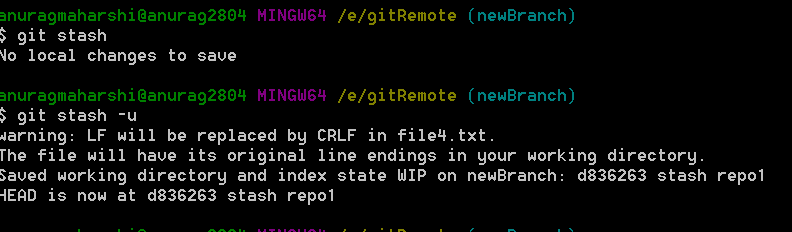 anuragmaharshi@anurag2804 MINGW64 /e/gitRemote (newBranch)
$ git stash
No local changes to save
anuragmaharshi@anurag2804 MINGW64 /e/gitRemote (newBranch)
$ git stash -u
warning: LF will be replaced by CRLF in file4.txt.
The file will have its original line endings in your working directory.
Saved working directory and index state WIP on newBranch: d836263 stash repo1
HEAD is now at d836263 stash repo1